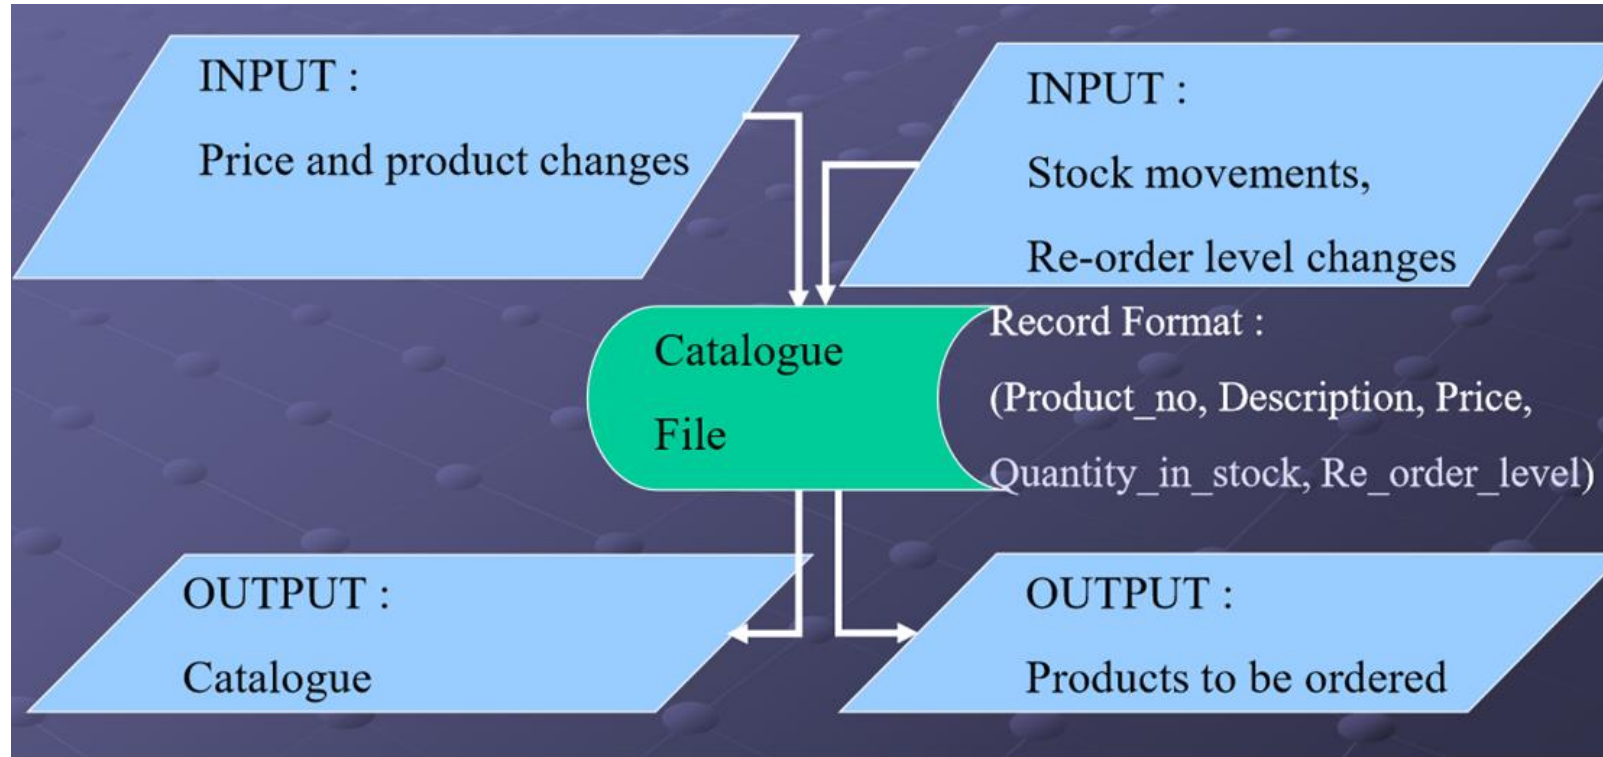 INPUT :
Price and product changes
INPUT :
Stock movements,
Re-order level changes
Catalogue
File
Record Format :
(Product_no, Description, Price,
Quantity_in_stock, Re_order_level)
OUTPUT :
Catalogue
OUTPUT :
Products to be ordered